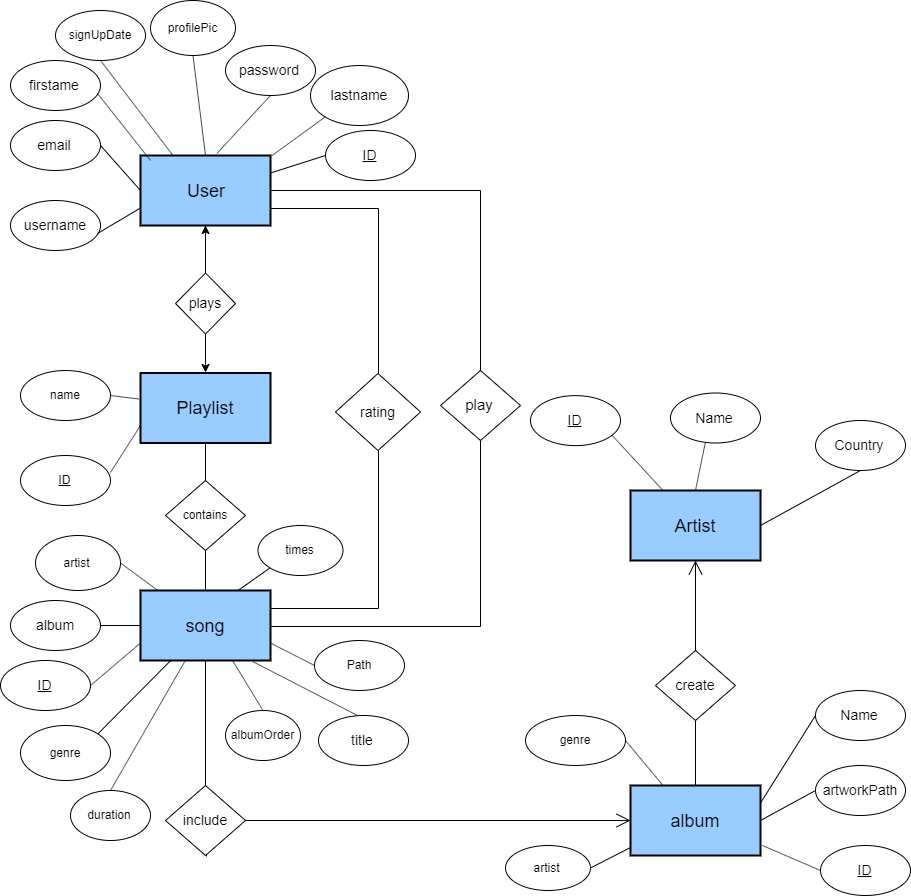 profilePic
signUpDate
password
firstame
lastname
email
ID
User
username
plays
name
Playlist
rating
play
ID
Name
Country
ID
contains
Artist
times
artist
album
song
Path
ID
create
Name
albumOrder
title
genre
genre
artworkPath
duration
include
album
artist
ID